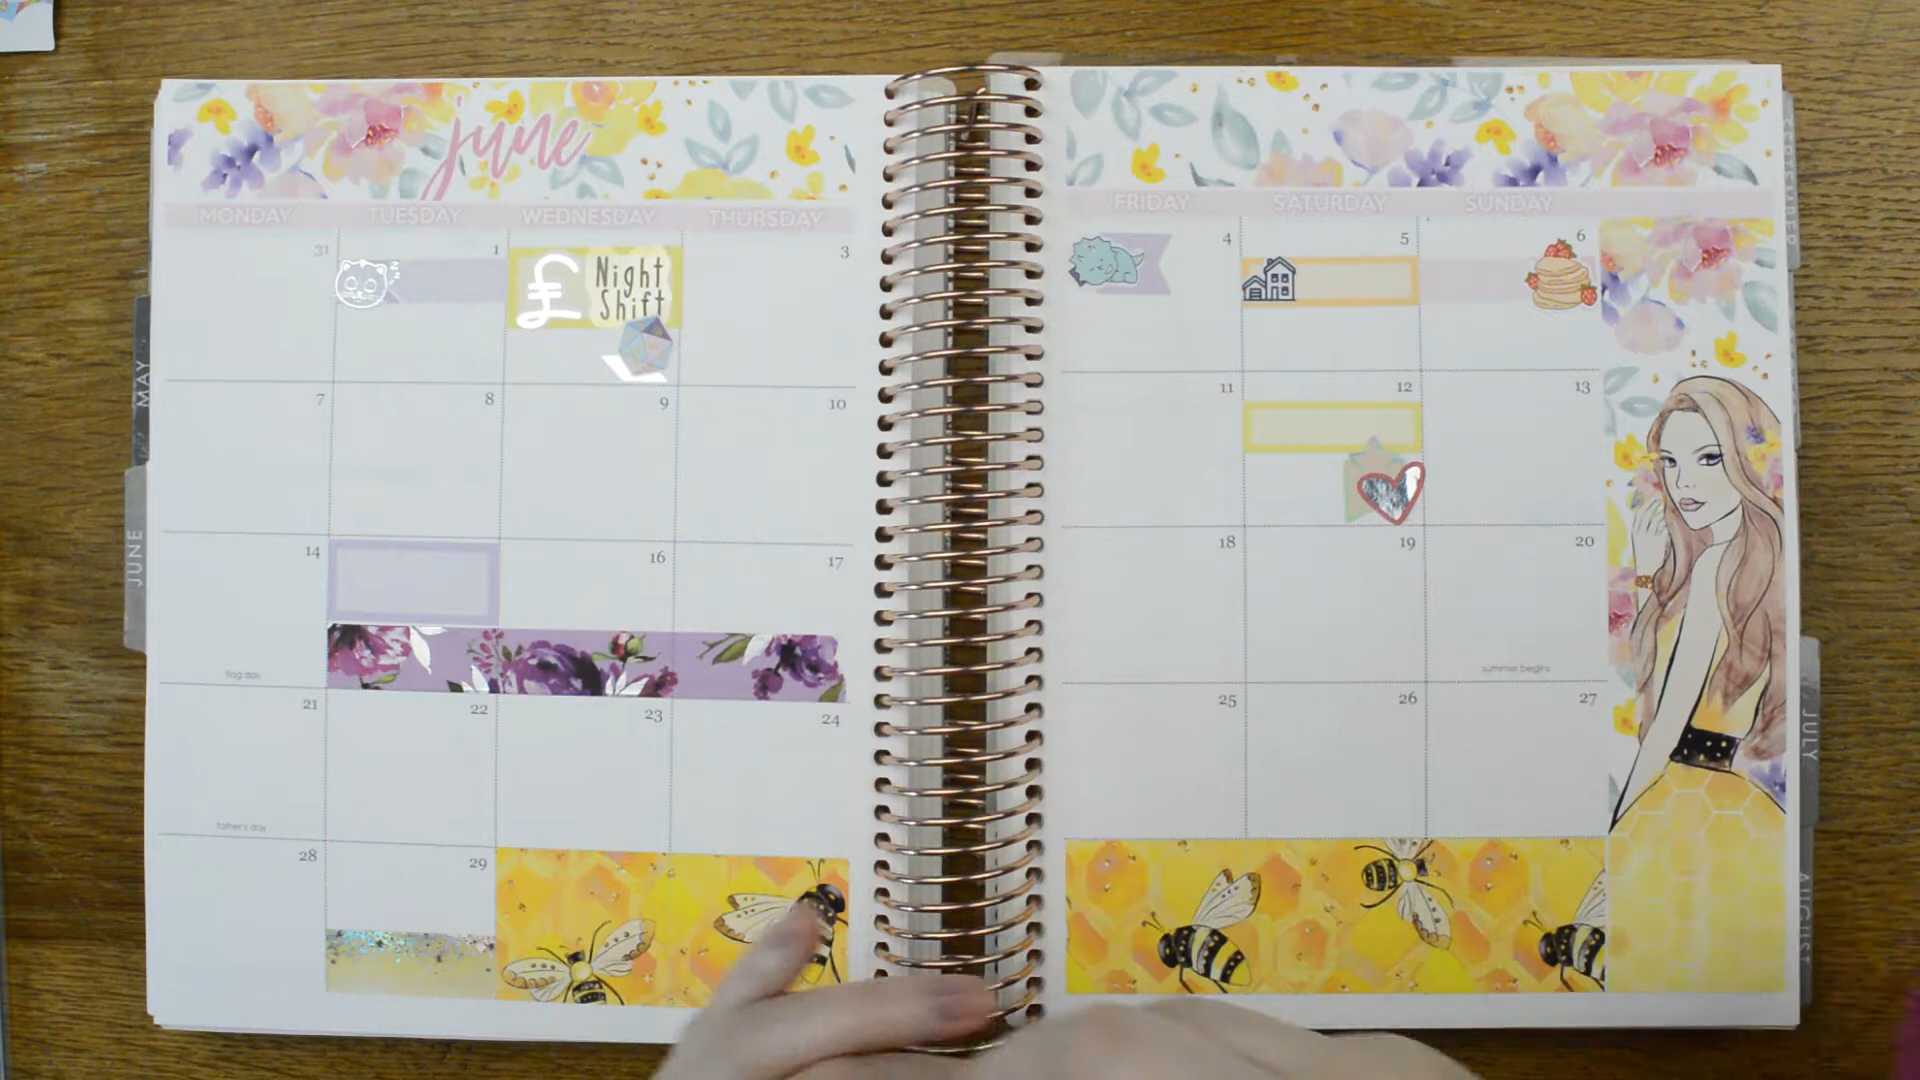 june
MONDAY TUESDAY WEDNESDAY THURSDAY
FRIDAY SATURDAY SUNDAY
31 1 £ Night Shift 3
4 5 6
7 8 9 10
11 12 13
14 16 17
18 19 20
flag day
summer begins
21 22 23 24
25 26 27
father's day
28 29
MAY
JUNE
JULY
AUGUST